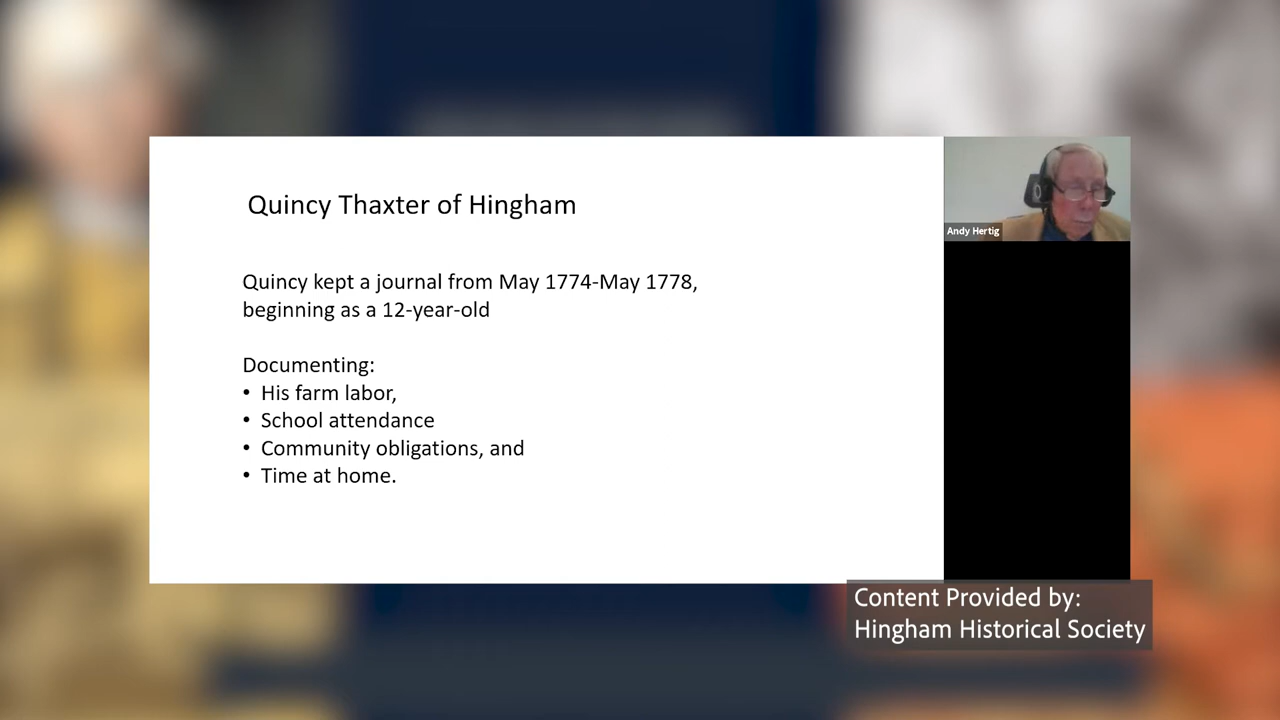 Quincy Thaxter of Hingham
Quincy kept a journal from May 1774-May 1778,
beginning as a 12-year-old
Documenting:
• His farm labor,
• School attendance
• Community obligations, and
• Time at home.
Andy Hertig
Content Provided by:
Hingham Historical Society